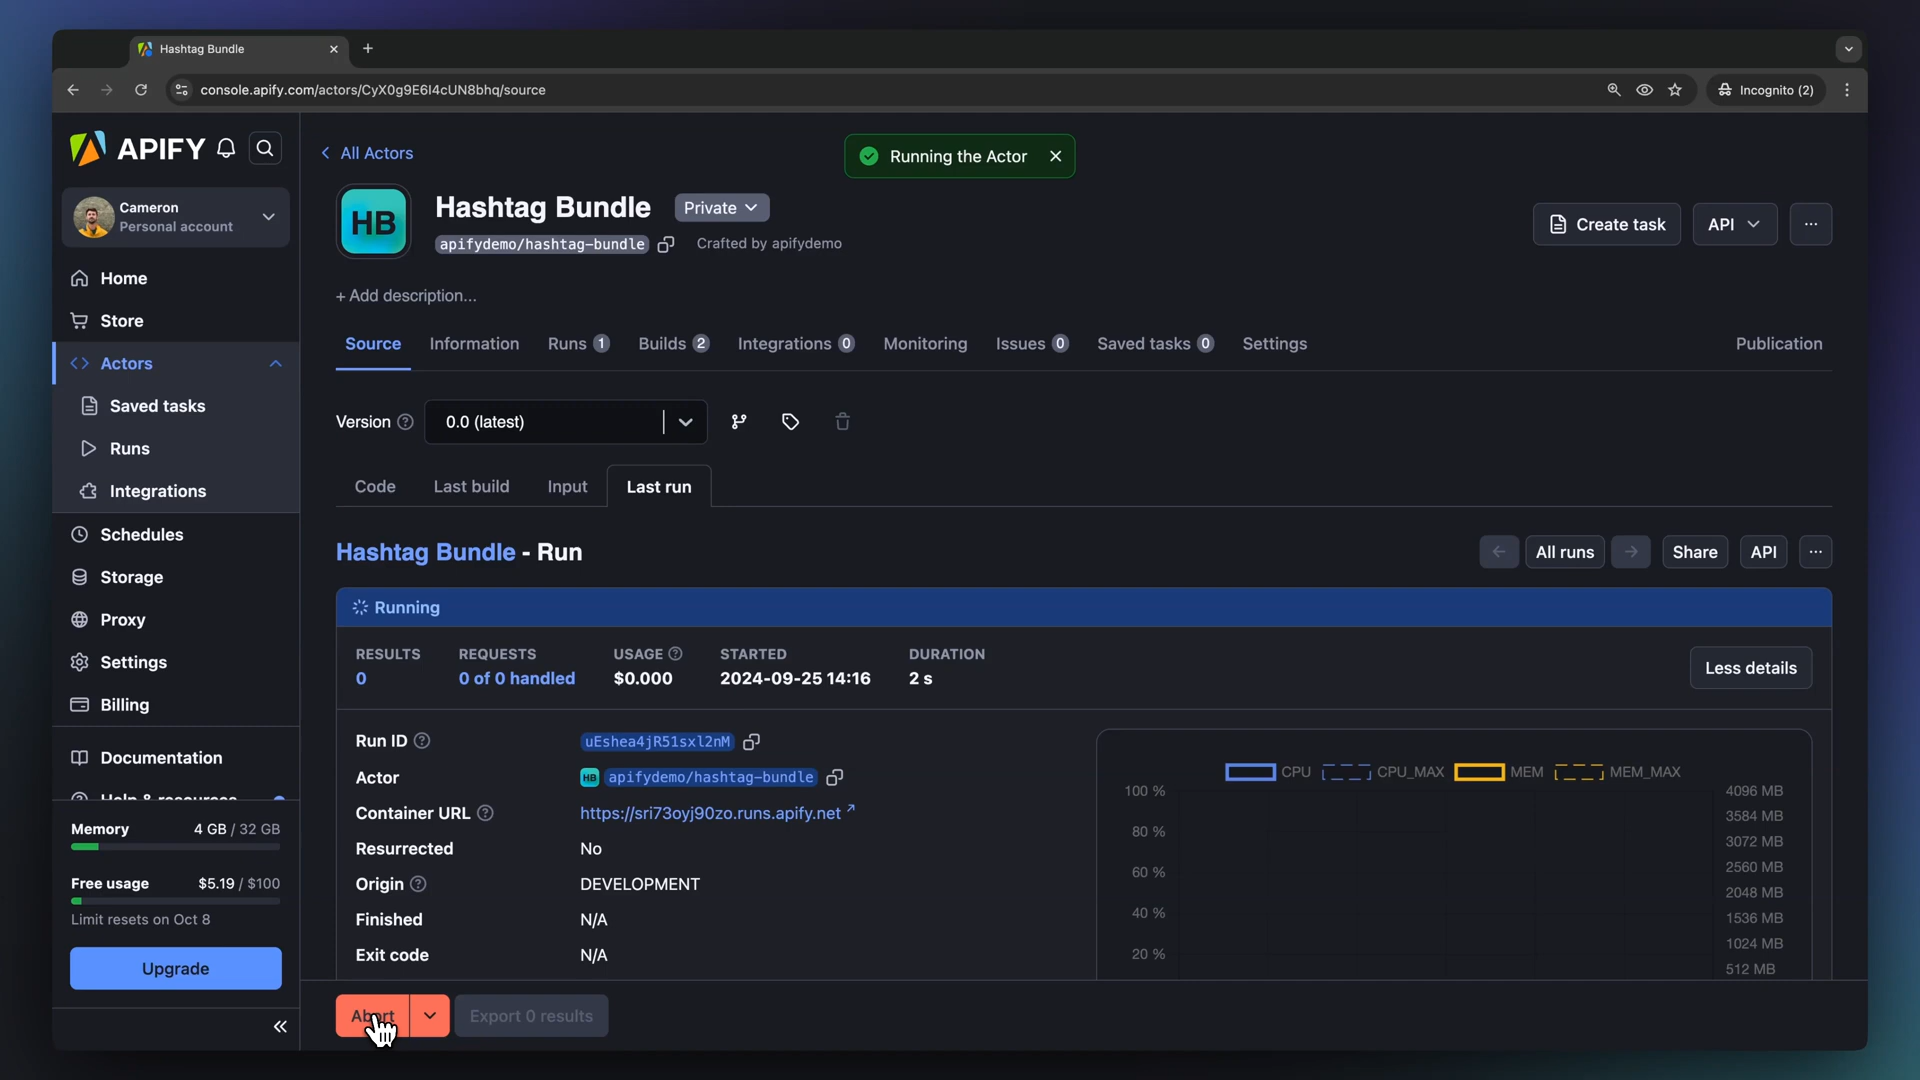 Hashtag Bundle
console.apify.com/actors/CyX0g9E6I4cUN8bhq/source
Incognito (2)
APIFY
Cameron
Personal account
Home
Store
Actors
Saved tasks
Runs
Integrations
Schedules
Storage
Proxy
Settings
Billing
Documentation
Help & resources
Memory 4 GB / 32 GB
Free usage $5.19 / $100
Limit resets on Oct 8
Upgrade
All Actors
Running the Actor
HB
Hashtag Bundle Private
apifydemo/hashtag-bundle Crafted by apifydemo
Create task API
+ Add description...
Source Information Runs 1 Builds 2 Integrations 0 Monitoring Issues 0 Saved tasks 0 Settings Publication
Version 0.0 (latest)
Code Last build Input Last run
Hashtag Bundle - Run All runs Share API
Running
RESULTS REQUESTS USAGE STARTED DURATION
0 0 of 0 handled $0.000 2024-09-25 14:16 2 s
Less details
Run ID uEshea4jR51sxl2nM
Actor HB apifydemo/hashtag-bundle
Container URL https://sri73oyj90zo.runs.apify.net
Resurrected No
Origin DEVELOPMENT
Finished N/A
Exit code N/A
CPU CPU_MAX MEM MEM_MAX
100 % 4096 MB
3584 MB
80 %
3072 MB
60 % 2560 MB
2048 MB
40 % 1536 MB
1024 MB
20 %
512 MB
Abort Export 0 results